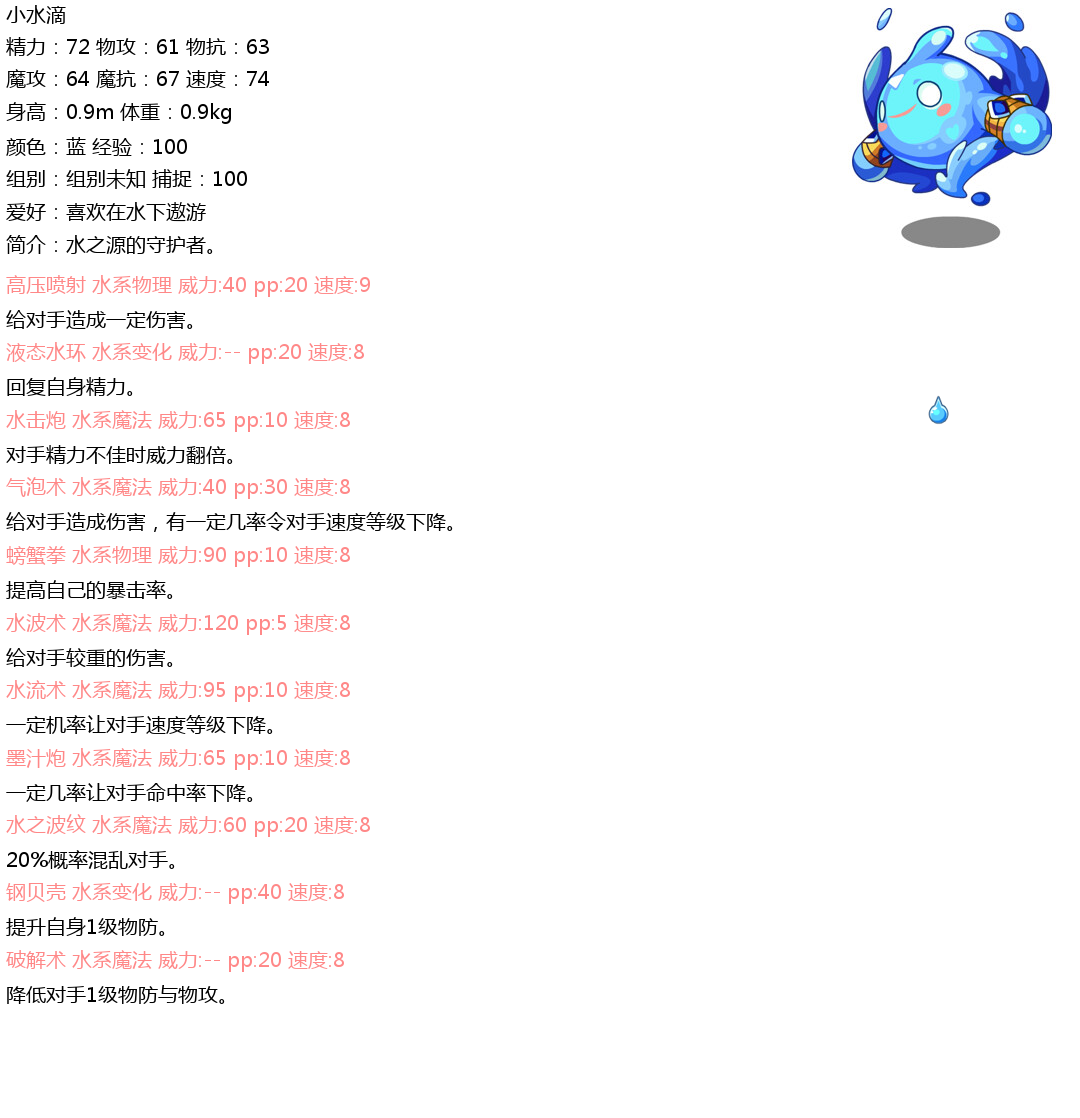 小水滴
精力：72 物攻：61 物抗：63
魔攻：64 魔抗：67 速度：74
身高：0.9m 体重：0.9kg
颜色：蓝 经验：100
组别：组别未知 捕捉：100
爱好：喜欢在水下遨游
简介：水之源的守护者。
高压喷射 水系物理 威力:40 pp:20 速度:9
给对手造成一定伤害。
液态水环 水系变化 威力:-- pp:20 速度:8
回复自身精力。
水击炮 水系魔法 威力:65 pp:10 速度:8
对手精力不佳时威力翻倍。
气泡术 水系魔法 威力:40 pp:30 速度:8
给对手造成伤害，有一定几率令对手速度等级下降。
螃蟹拳 水系物理 威力:90 pp:10 速度:8
提高自己的暴击率。
水波术 水系魔法 威力:120 pp:5 速度:8
给对手较重的伤害。
水流术 水系魔法 威力:95 pp:10 速度:8
一定机率让对手速度等级下降。
墨汁炮 水系魔法 威力:65 pp:10 速度:8
一定几率让对手命中率下降。
水之波纹 水系魔法 威力:60 pp:20 速度:8
20%概率混乱对手。
钢贝壳 水系变化 威力:-- pp:40 速度:8
提升自身1级物防。
破解术 水系魔法 威力:-- pp:20 速度:8
降低对手1级物防与物攻。